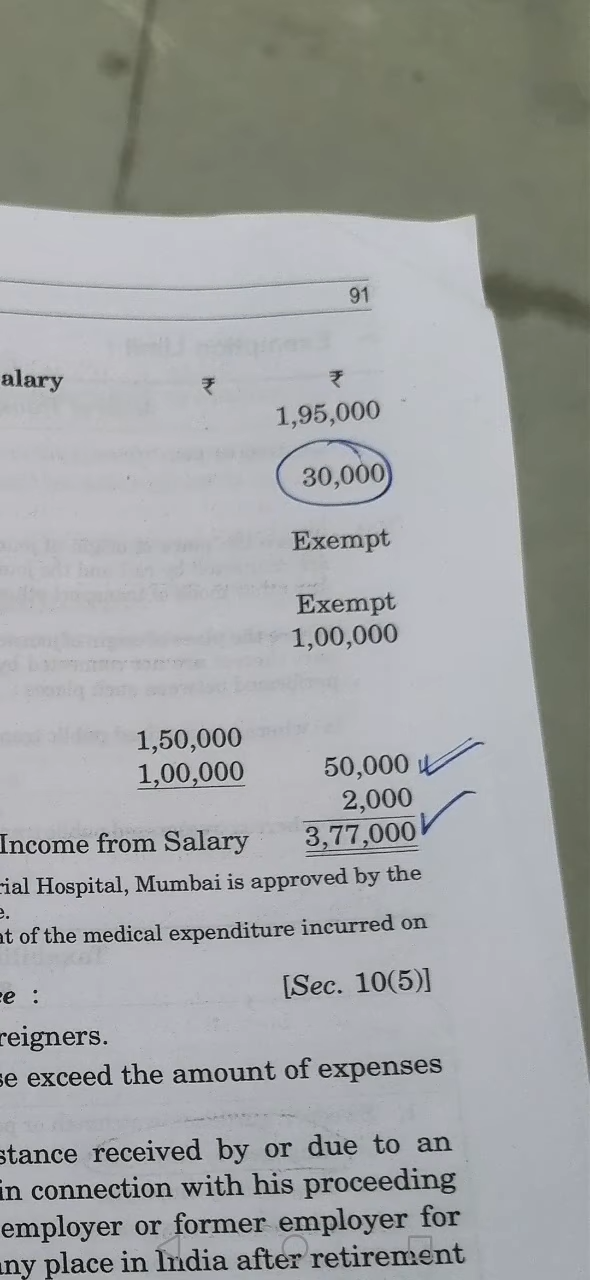 91
alary ₹ ₹
1,95,000
30,000
Exempt
Exempt
1,00,000
1,50,000
1,00,000 50,000
2,000
Income from Salary 3,77,000
rial Hospital, Mumbai is approved by the
e.
nt of the medical expenditure incurred on
ce : [Sec. 10(5)]
reigners.
se exceed the amount of expenses
stance received by or due to an
in connection with his proceeding
employer or former employer for
any place in India after retirement